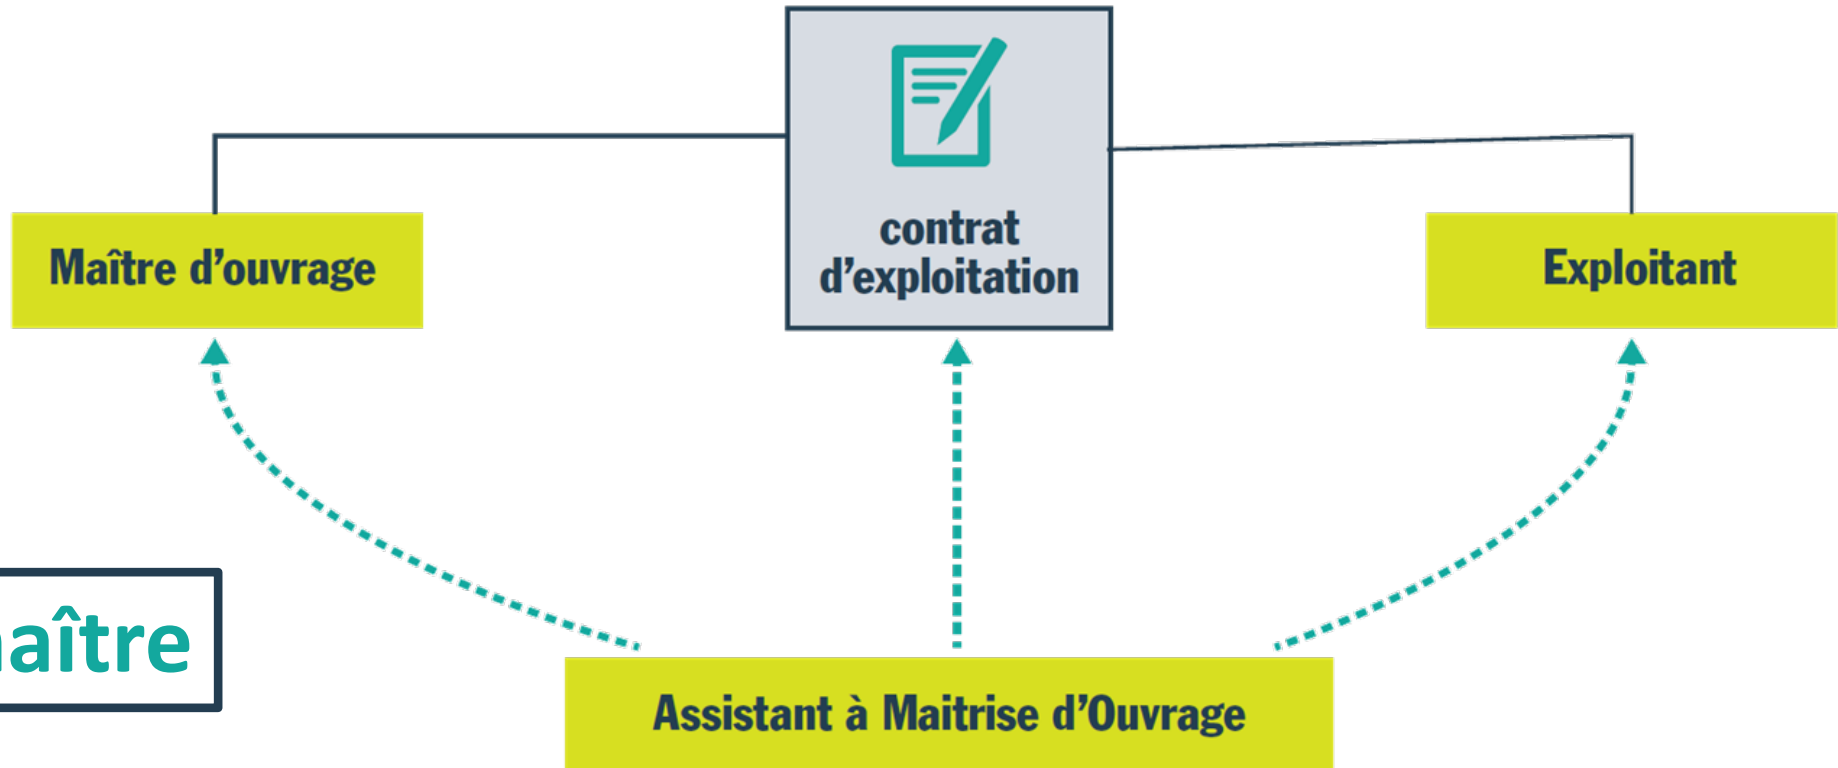 contrat
d’exploitation
Maître d’ouvrage
Exploitant
aître
Assistant à Maitrise d’Ouvrage